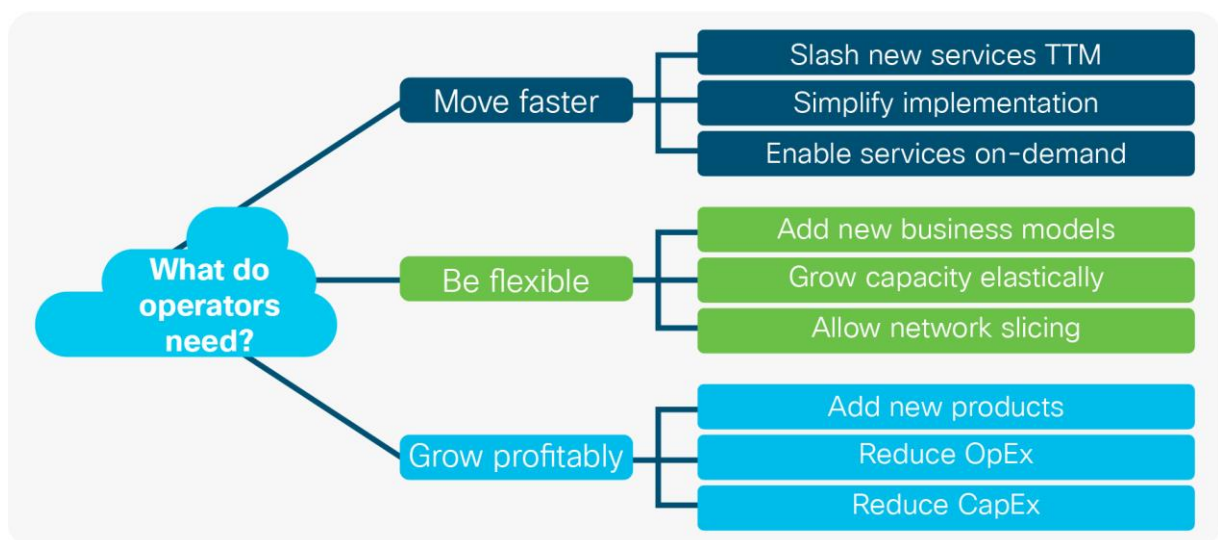 What do
operators
need?
Move faster
Slash new services TTM
Simplify implementation
Enable services on-demand
Be flexible
Add new business models
Grow capacity elastically
Allow network slicing
Grow profitably
Add new products
Reduce OpEx
Reduce CapEx